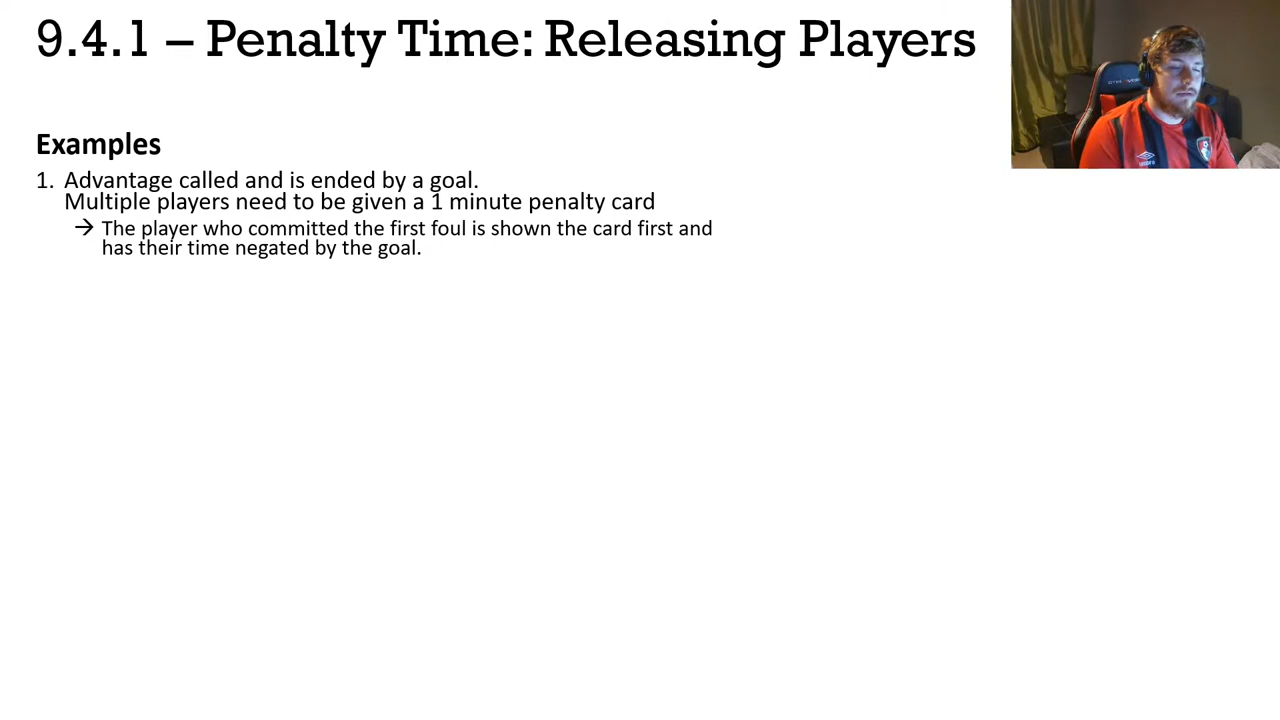 9.4.1 – Penalty Time: Releasing Players
Examples
1. Advantage called and is ended by a goal.
Multiple players need to be given a 1 minute penalty card
→ The player who committed the first foul is shown the card first and
has their time negated by the goal.
umbro